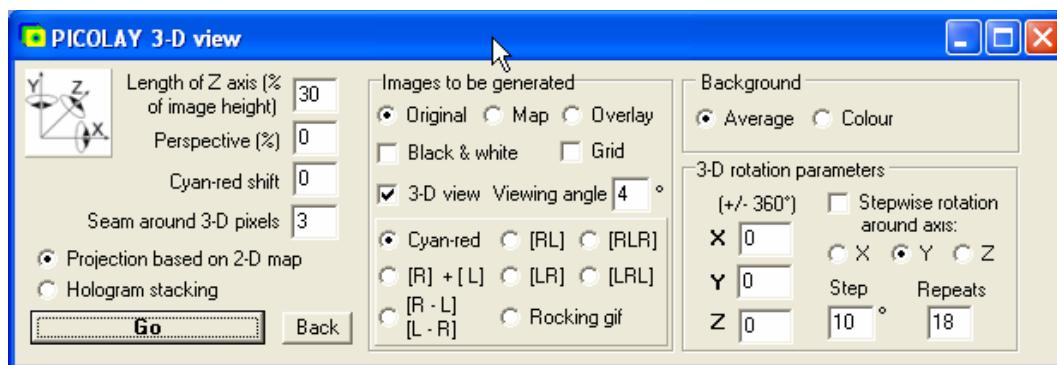 PICOLAY 3-D view
Y Z X
Length of Z axis (% of image height) 30
Perspective (%) 0
Cyan-red shift 0
Seam around 3-D pixels 3
Projection based on 2-D map
Hologram stacking
Go Back
Images to be generated
Original Map Overlay
Black & white Grid
3-D view Viewing angle 4 °
Cyan-red [RL] [RLR]
[R] + [ L] [LR] [LRL]
[R - L]
[L - R] Rocking gif
Background
Average Colour
3-D rotation parameters
(+/- 360°) Stepwise rotation
around axis:
X 0 X Y Z
Y 0 Step Repeats
Z 0 10 ° 18